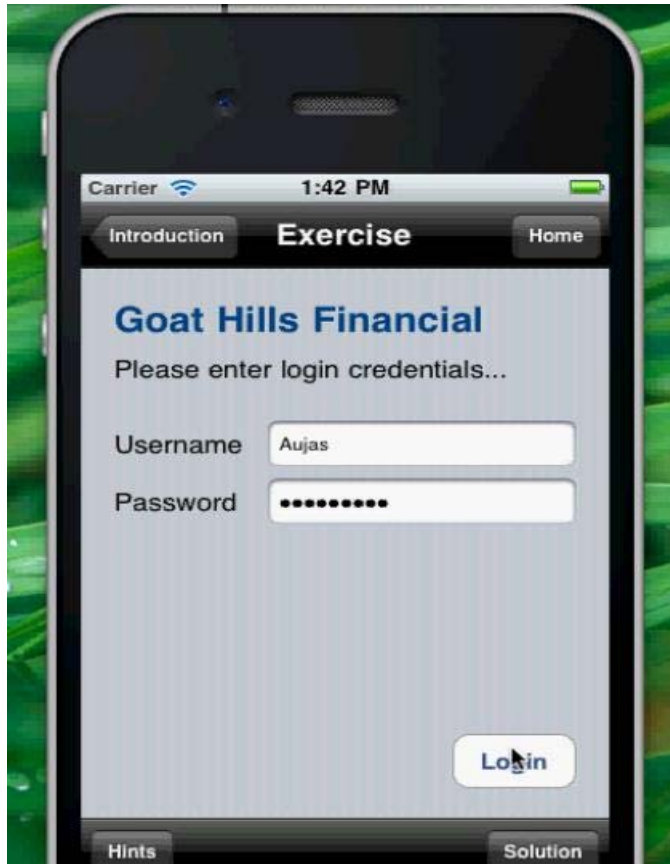 Carrier 1:42 PM
Introduction Exercise Home
Goat Hills Financial
Please enter login credentials...
Username Aujas
Password •••••••••
Login
Hints Solution